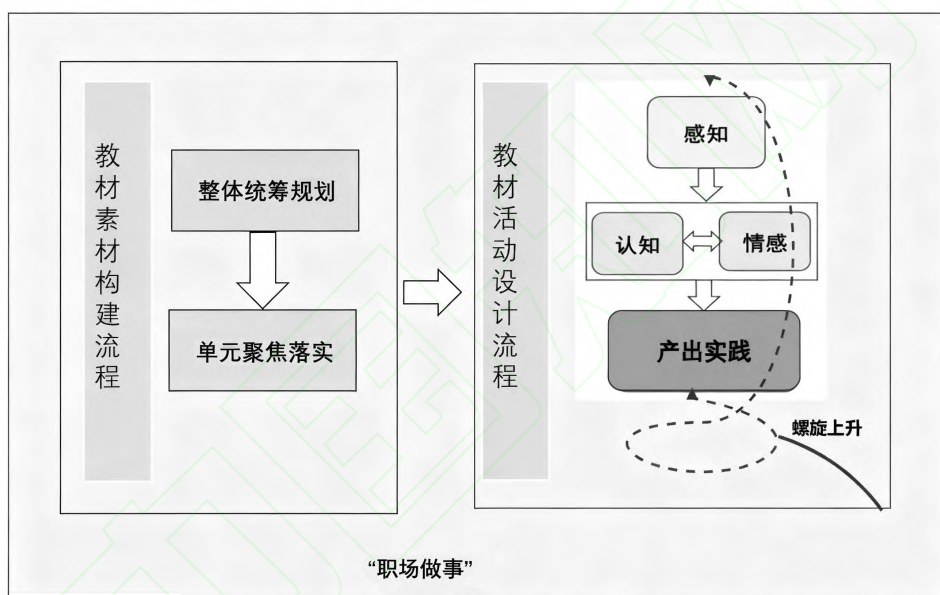 教材素材构建流程
整体统筹规划
单元聚焦落实
教材活动设计流程
感知
认知
情感
产出实践
螺旋上升
“职场做事”